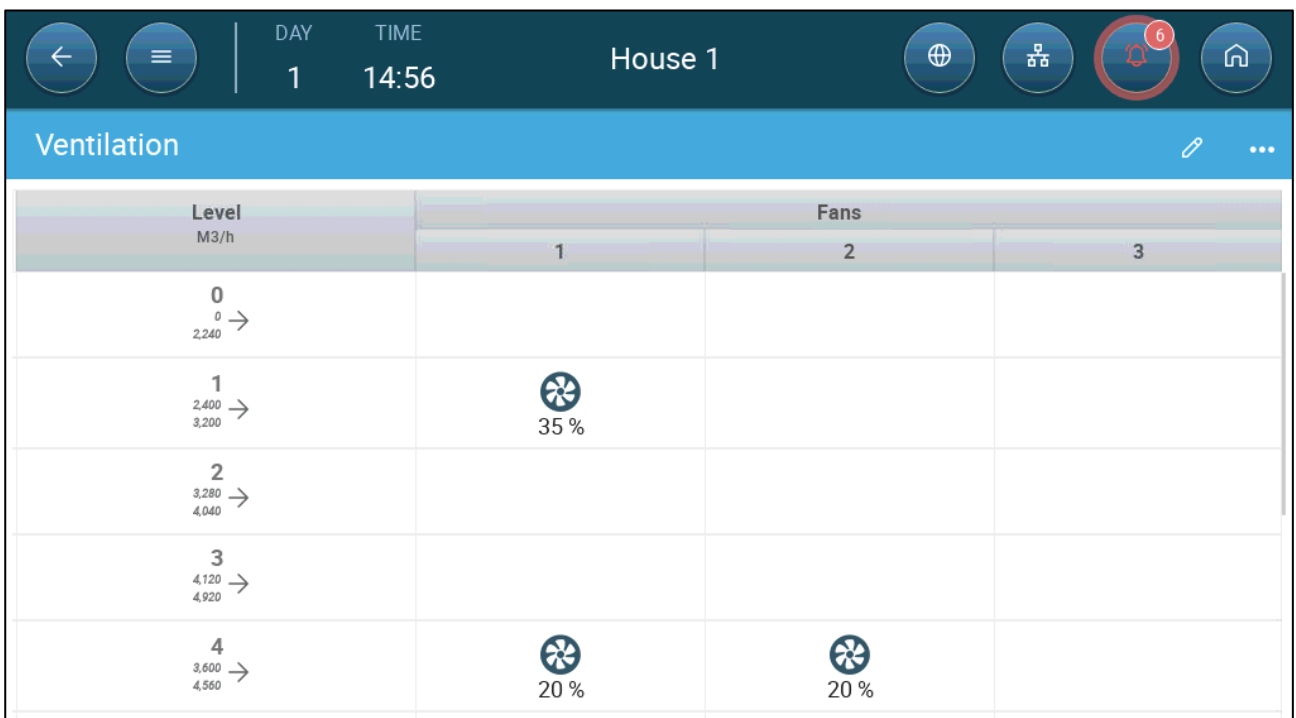 DAY TIME
1 14:56
House 1
6
Ventilation
Level
M3/h
Fans
1 2 3
0
0
2,240
1
2,400
3,200
35 %
2
3,280
4,040
3
4,120
4,920
4
3,600
4,560
20 % 20 %